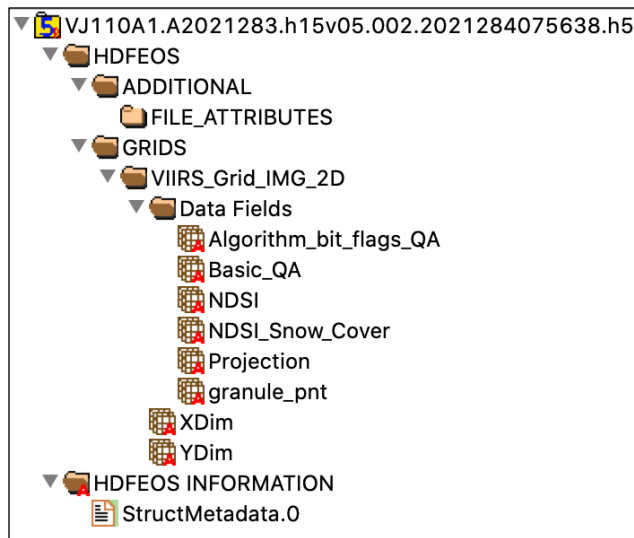 VJ110A1.A2021283.h15v05.002.2021284075638.h5
HDFEOS
ADDITIONAL
FILE_ATTRIBUTES
GRIDS
VIIRS_Grid_IMG_2D
Data Fields
Algorithm_bit_flags_QA
Basic_QA
NDSI
NDSI_Snow_Cover
Projection
granule_pnt
XDim
YDim
HDFEOS INFORMATION
StructMetadata.0